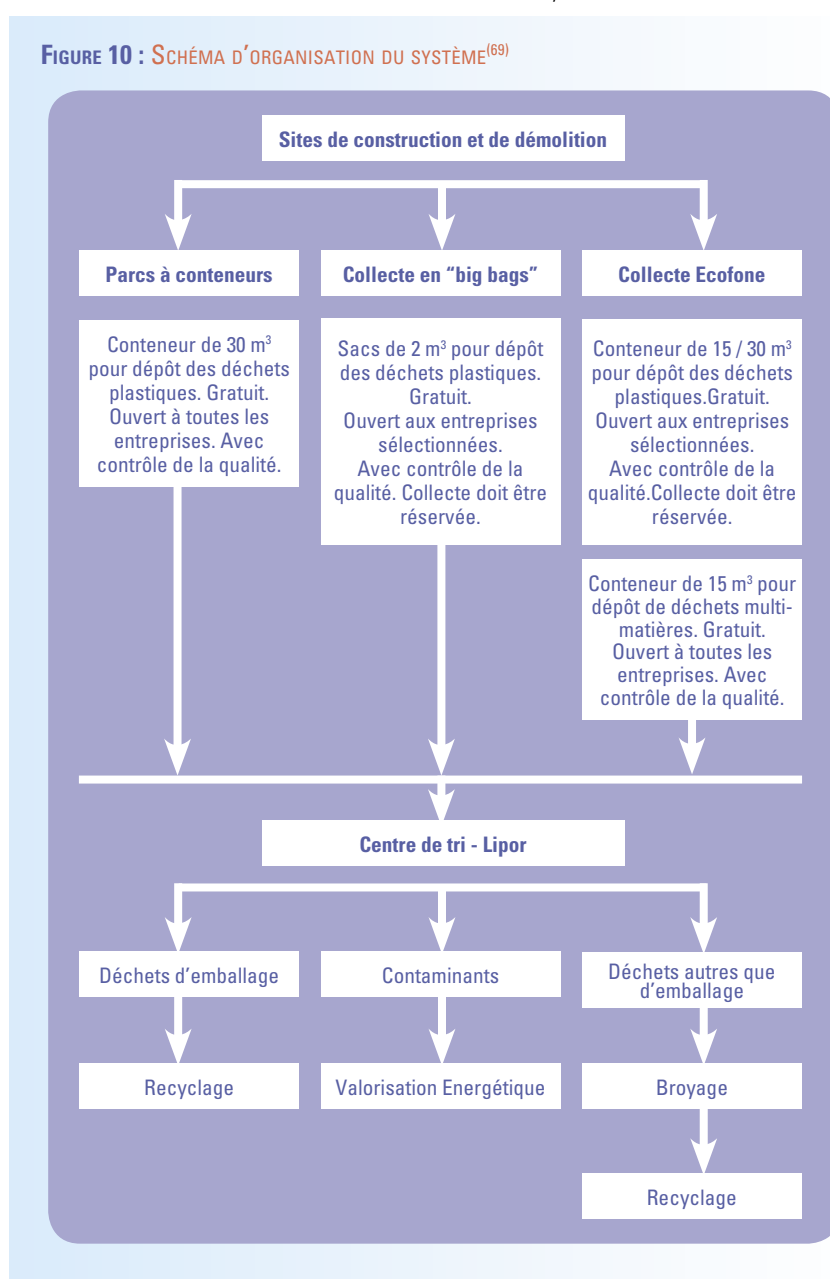 FIGURE 10 : SCHÉMA D'ORGANISATION DU SYSTÈME(69)
Sites de construction et de démolition
Parcs à conteneurs
Conteneur de 30 m³
pour dépôt des déchets
plastiques. Gratuit.
Ouvert à toutes les
entreprises. Avec
contrôle de la qualité.
Collecte en “big bags”
Sacs de 2 m³ pour dépôt
des déchets plastiques.
Gratuit.
Ouvert aux entreprises
sélectionnées.
Avec contrôle de la
qualité. Collecte doit être
réservée.
Collecte Ecofone
Conteneur de 15 / 30 m³
pour dépôt des déchets
plastiques.Gratuit.
Ouvert aux entreprises
sélectionnées.
Avec contrôle de la
qualité.Collecte doit être
réservée.
Conteneur de 15 m³ pour
dépôt de déchets multi-
matières. Gratuit.
Ouvert à toutes les
entreprises. Avec
contrôle de la qualité.
Centre de tri - Lipor
Déchets d'emballage
Recyclage
Contaminants
Valorisation Energétique
Déchets autres que
d'emballage
Broyage
Recyclage